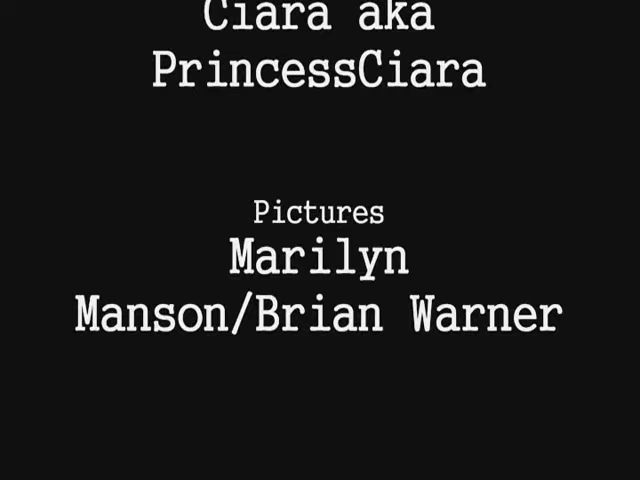 Ciara aka
PrincessCiara
Pictures
Marilyn
Manson/Brian Warner